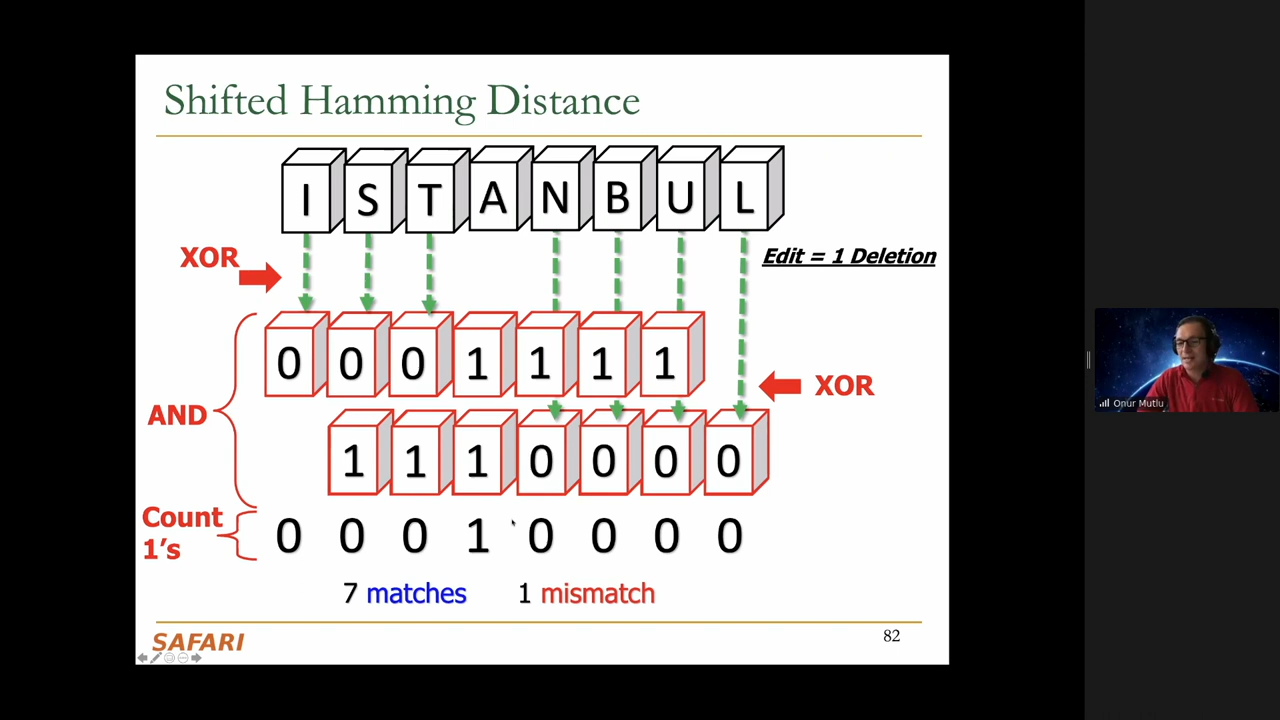 Shifted Hamming Distance
I S T A N B U L
XOR
Edit = 1 Deletion
0 0 0 1 1 1 1
XOR
AND
1 1 1 0 0 0 0
Count
1's
0 0 0 1 0 0 0 0
7 matches 1 mismatch
SAFARI
82
Onur Mutlu